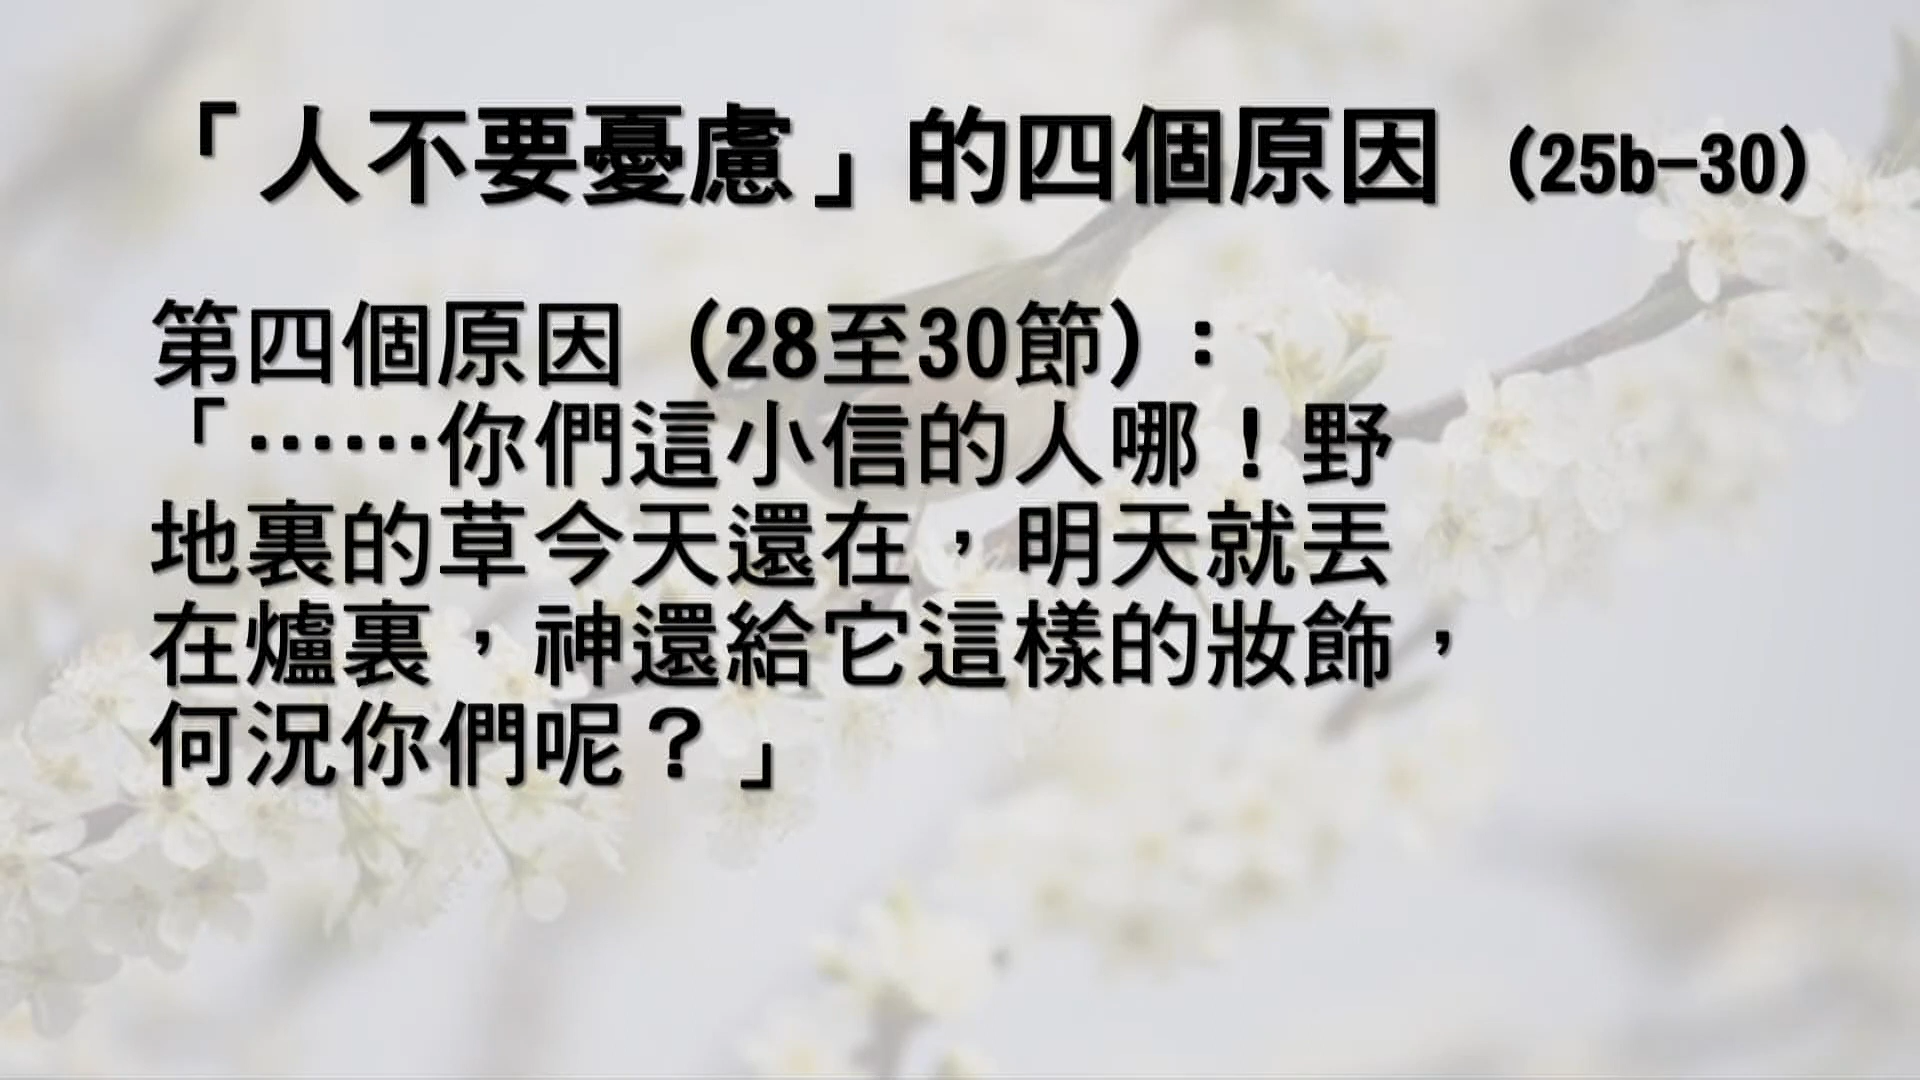 「人不要憂慮」的四個原因（25b-30）
第四個原因（28至30節）：
「……你們這小信的人哪！野
地裏的草今天還在，明天就丟
在爐裏，神還給它這樣的妝飾，
何況你們呢？」